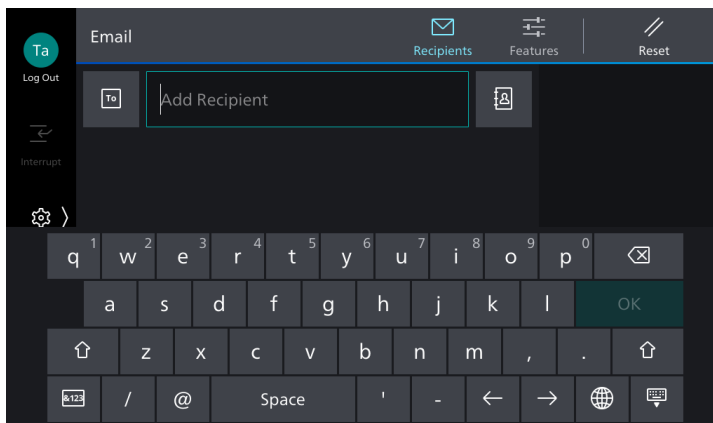 Ta
Log Out
Interrupt
Email
Recipients
Features
Reset
To
Add Recipient
q 1 w 2 e 3 r 4 t 5 y 6 u 7 i 8 o 9 p 0
a s d f g h j k l OK
z x c v b n m , .
&123 / @ Space ' -